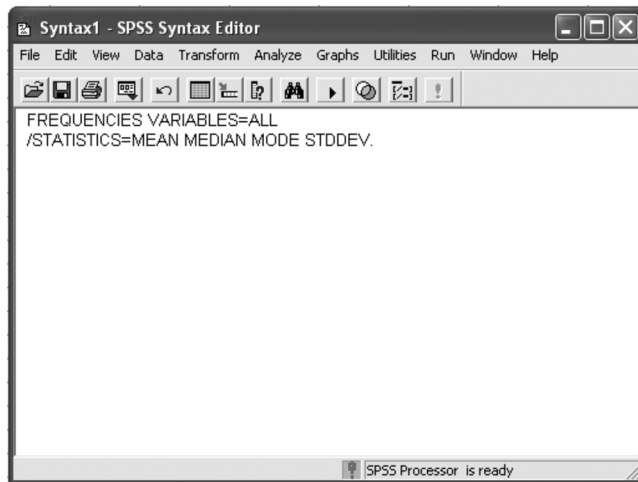 Syntax1 - SPSS Syntax Editor
File Edit View Data Transform Analyze Graphs Utilities Run Window Help
FREQUENCIES VARIABLES=ALL
/STATISTICS=MEAN MEDIAN MODE STDDEV.
SPSS Processor is ready